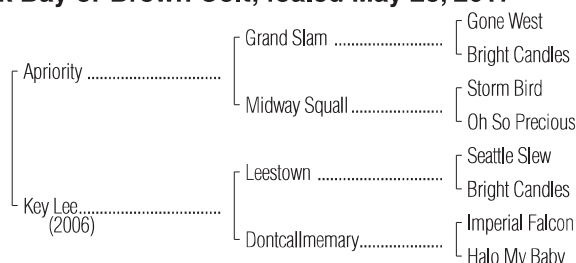 k Bay or Brown Colt, foaled May 25, 2017
Gone West
Grand Slam
Bright Candles
Apriority
Storm Bird
Midway Squall
Oh So Precious
Seattle Slew
Leestown
Bright Candles
Key Lee
(2006)
Imperial Falcon
Dontcallmemary
Halo My Baby